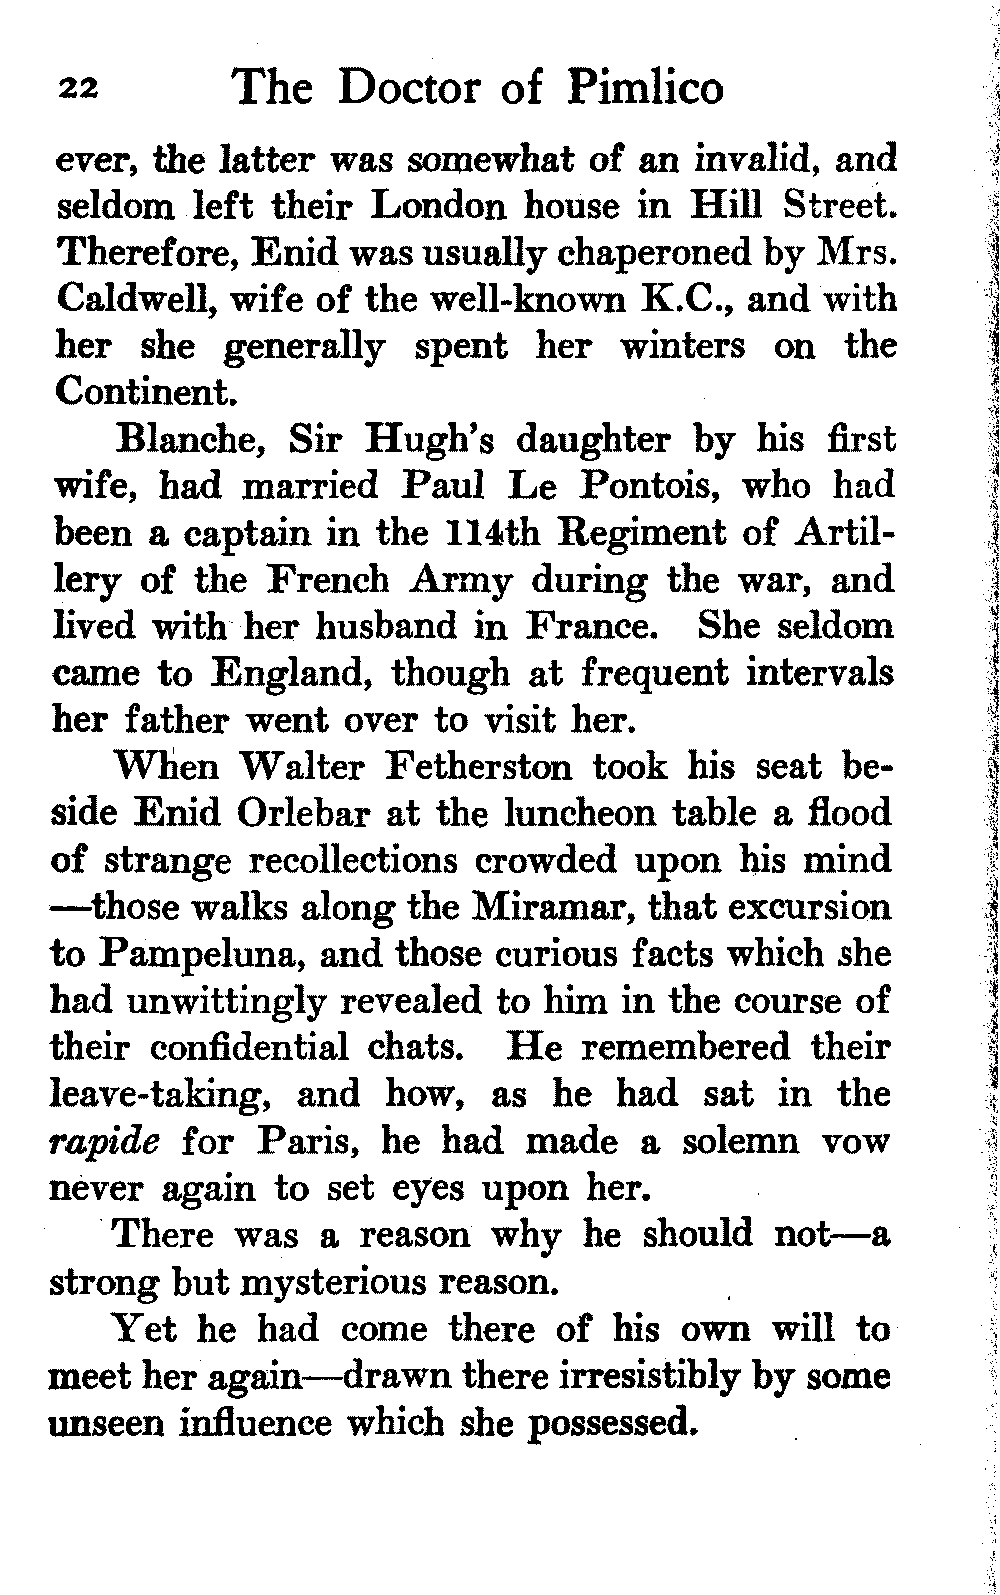 22 The Doctor of Pimlico
ever, the latter was somewhat of an invalid, and
seldom left their London house in Hill Street.
Therefore, Enid was usually chaperoned by Mrs.
Caldwell, wife of the well-known K.C., and with
her she generally spent her winters on the
Continent.
Blanche, Sir Hugh's daughter by his first
wife, had married Paul Le Pontois, who had
been a captain in the 114th Regiment of Artil-
lery of the French Army during the war, and
lived with her husband in France. She seldom
came to England, though at frequent intervals
her father went over to visit her.
When Walter Fetherston took his seat be-
side Enid Orlebar at the luncheon table a flood
of strange recollections crowded upon his mind
—those walks along the Miramar, that excursion
to Pampeluna, and those curious facts which she
had unwittingly revealed to him in the course of
their confidential chats. He remembered their
leave-taking, and how, as he had sat in the
rapide for Paris, he had made a solemn vow
never again to set eyes upon her.
There was a reason why he should not—a
strong but mysterious reason.
Yet he had come there of his own will to
meet her again—drawn there irresistibly by some
unseen influence which she possessed.